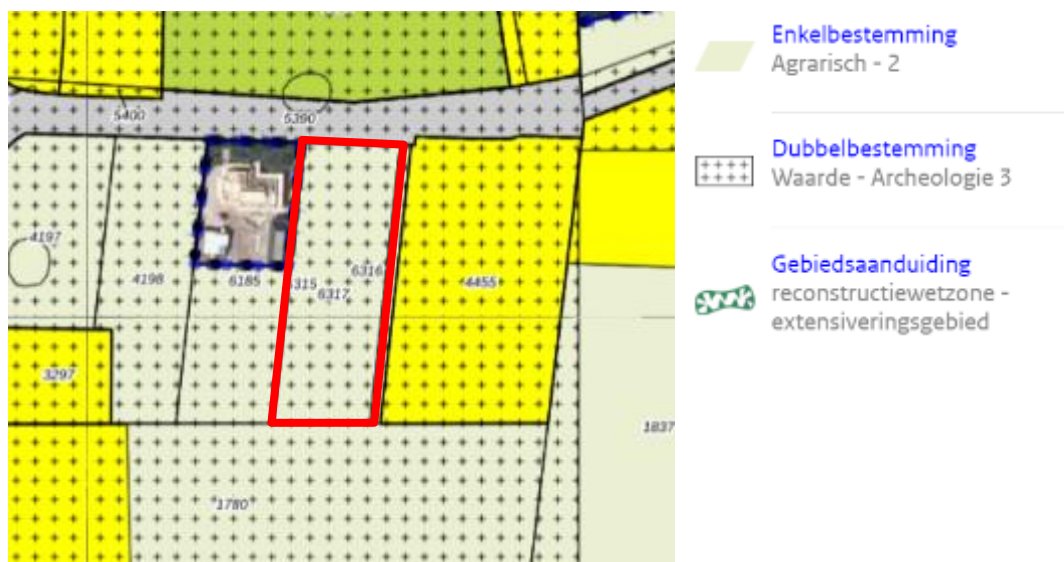 5400
5390
4197
4198
6185
315
6317
6316
4455
3297
1837
1780
Enkelbestemming
Agrarisch - 2
Dubbelbestemming
Waarde - Archeologie 3
Gebiedsaanduiding
reconstructiewetzone -
extensiveringsgebied